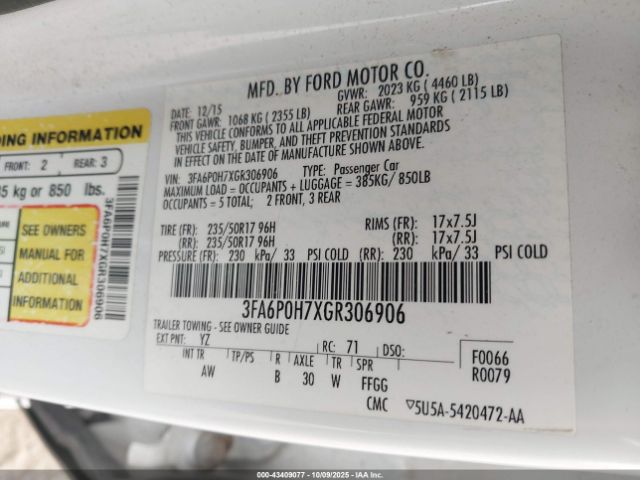 MFD. BY FORD MOTOR CO.
DATE: 12/15
GVWR: 2023 KG ( 4460 LB)
FRONT GAWR: 1068 KG ( 2355 LB)
REAR GAWR: 959 KG ( 2115 LB)
THIS VEHICLE CONFORMS TO ALL APPLICABLE FEDERAL MOTOR
VEHICLE SAFETY, BUMPER, AND THEFT PREVENTION STANDARDS
IN EFFECT ON THE DATE OF MANUFACTURE SHOWN ABOVE.
VIN: 3FA6P0H7XGR306906 TYPE: Passenger Car
MAXIMUM LOAD = OCCUPANTS + LUGGAGE = 385KG/ 850LB
OCCUPANTS = 5 TOTAL; 2 FRONT, 3 REAR
TIRE (FR): 235/50R17 96H RIMS (FR): 17x7.5J
(RR): 235/50R17 96H (RR): 17x7.5J
PRESSURE (FR): 230 kPa/ 33 PSI COLD (RR): 230 kPa/ 33 PSI COLD
3FA6P0H7XGR306906
TRAILER TOWING - SEE OWNER GUIDE
EXT PNT: YZ RC: 71 DSO: F0066
R0079
INT TR TP/PS R AXLE TR SPR
AW B 30 W FFGG
CMC ▽5U5A-5420472-AA
DING INFORMATION
FRONT: 2 REAR: 3
85 kg or 850 lbs.
SEE OWNERS
MANUAL FOR
ADDITIONAL
INFORMATION
3FA6P0H7XGR306906
© IMAGE 000-43409077 - 10/09/2025 - IAAI.COM